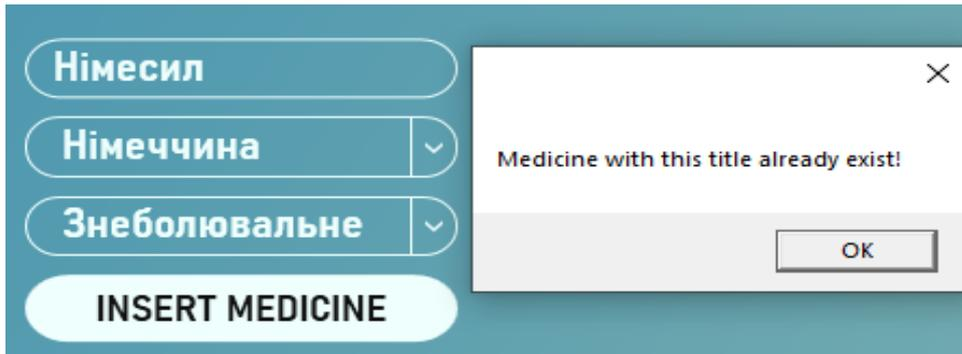 Німесил
Німеччина
Знеболювальне
INSERT MEDICINE
Medicine with this title already exist!
OK